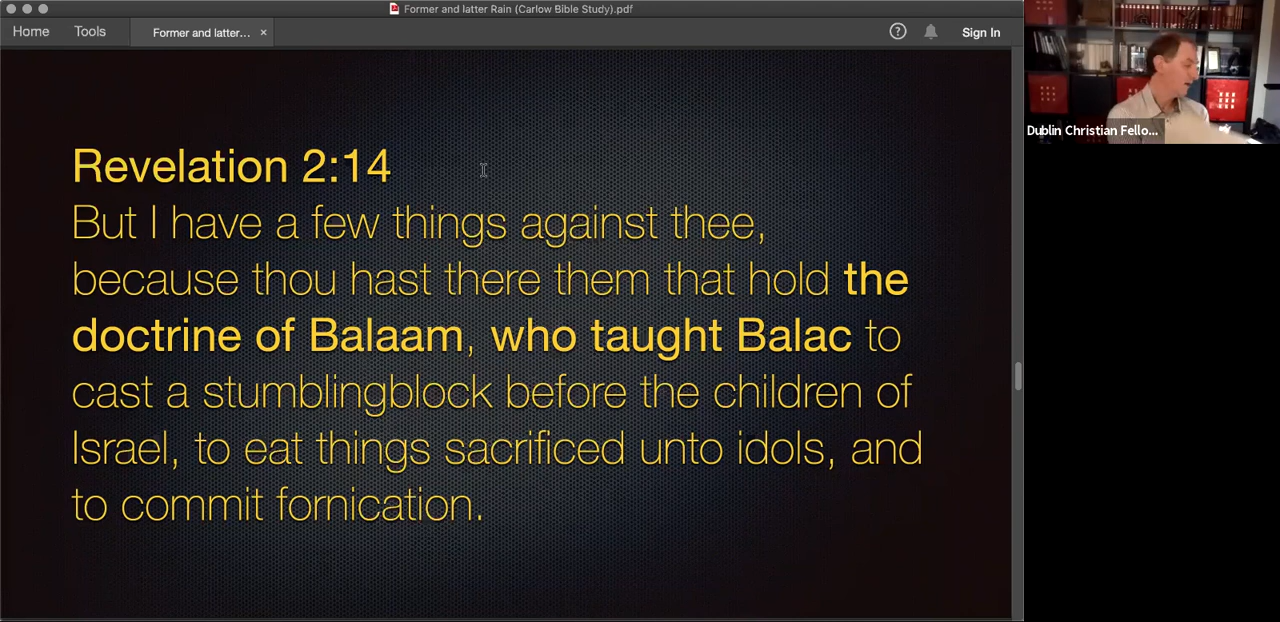 Former and latter Rain (Carlow Bible Study).pdf
Home Tools Former and latter... × ? Sign In
Dublin Christian Fello...
Revelation 2:14
But I have a few things against thee,
because thou hast there them that hold the
doctrine of Balaam, who taught Balac to
cast a stumblingblock before the children of
Israel, to eat things sacrificed unto idols, and
to commit fornication.